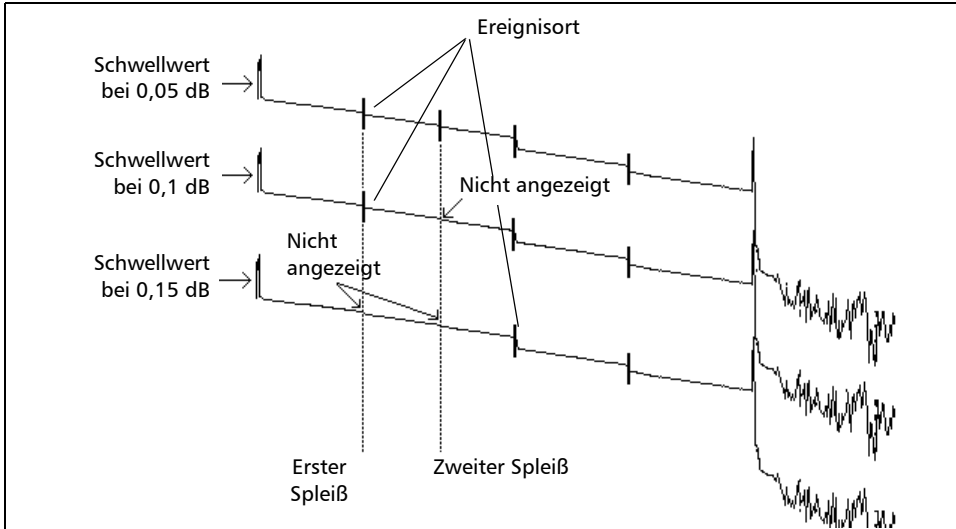 Ereignisort
Schwellwert
bei 0,05 dB
Schwellwert
bei 0,1 dB
Nicht angezeigt
Nicht
angezeigt
Schwellwert
bei 0,15 dB
Erster
Spleiß
Zweiter Spleiß